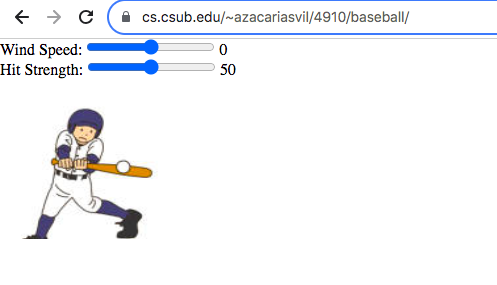 cs.csub.edu/~azacariasvil/4910/baseball/
Wind Speed: 0
Hit Strength: 50